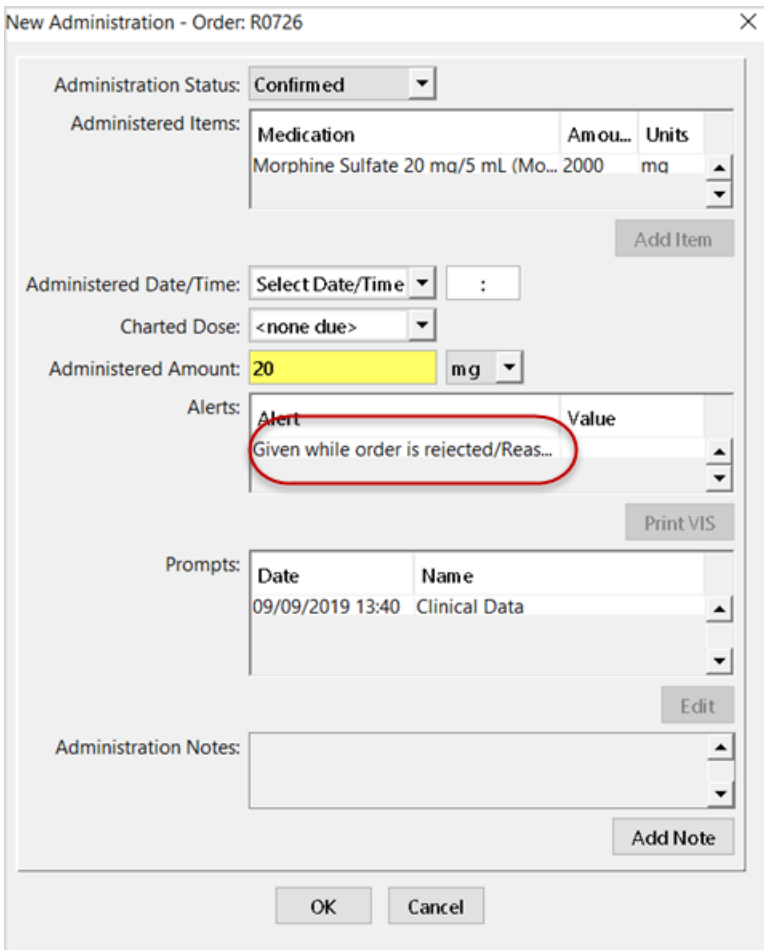 New Administration - Order: R0726
Administration Status: Confirmed
Administered Items:
Medication Amou... Units
Morphine Sulfate 20 mg/5 mL (Mo... 2000 mg
Add Item
Administered Date/Time: Select Date/Time :
Charted Dose: <none due>
Administered Amount: 20 mg
Alerts:
Alert Value
Given while order is rejected/Reas...
Print VIS
Prompts:
Date Name
09/09/2019 13:40 Clinical Data
Edit
Administration Notes:
Add Note
OK Cancel